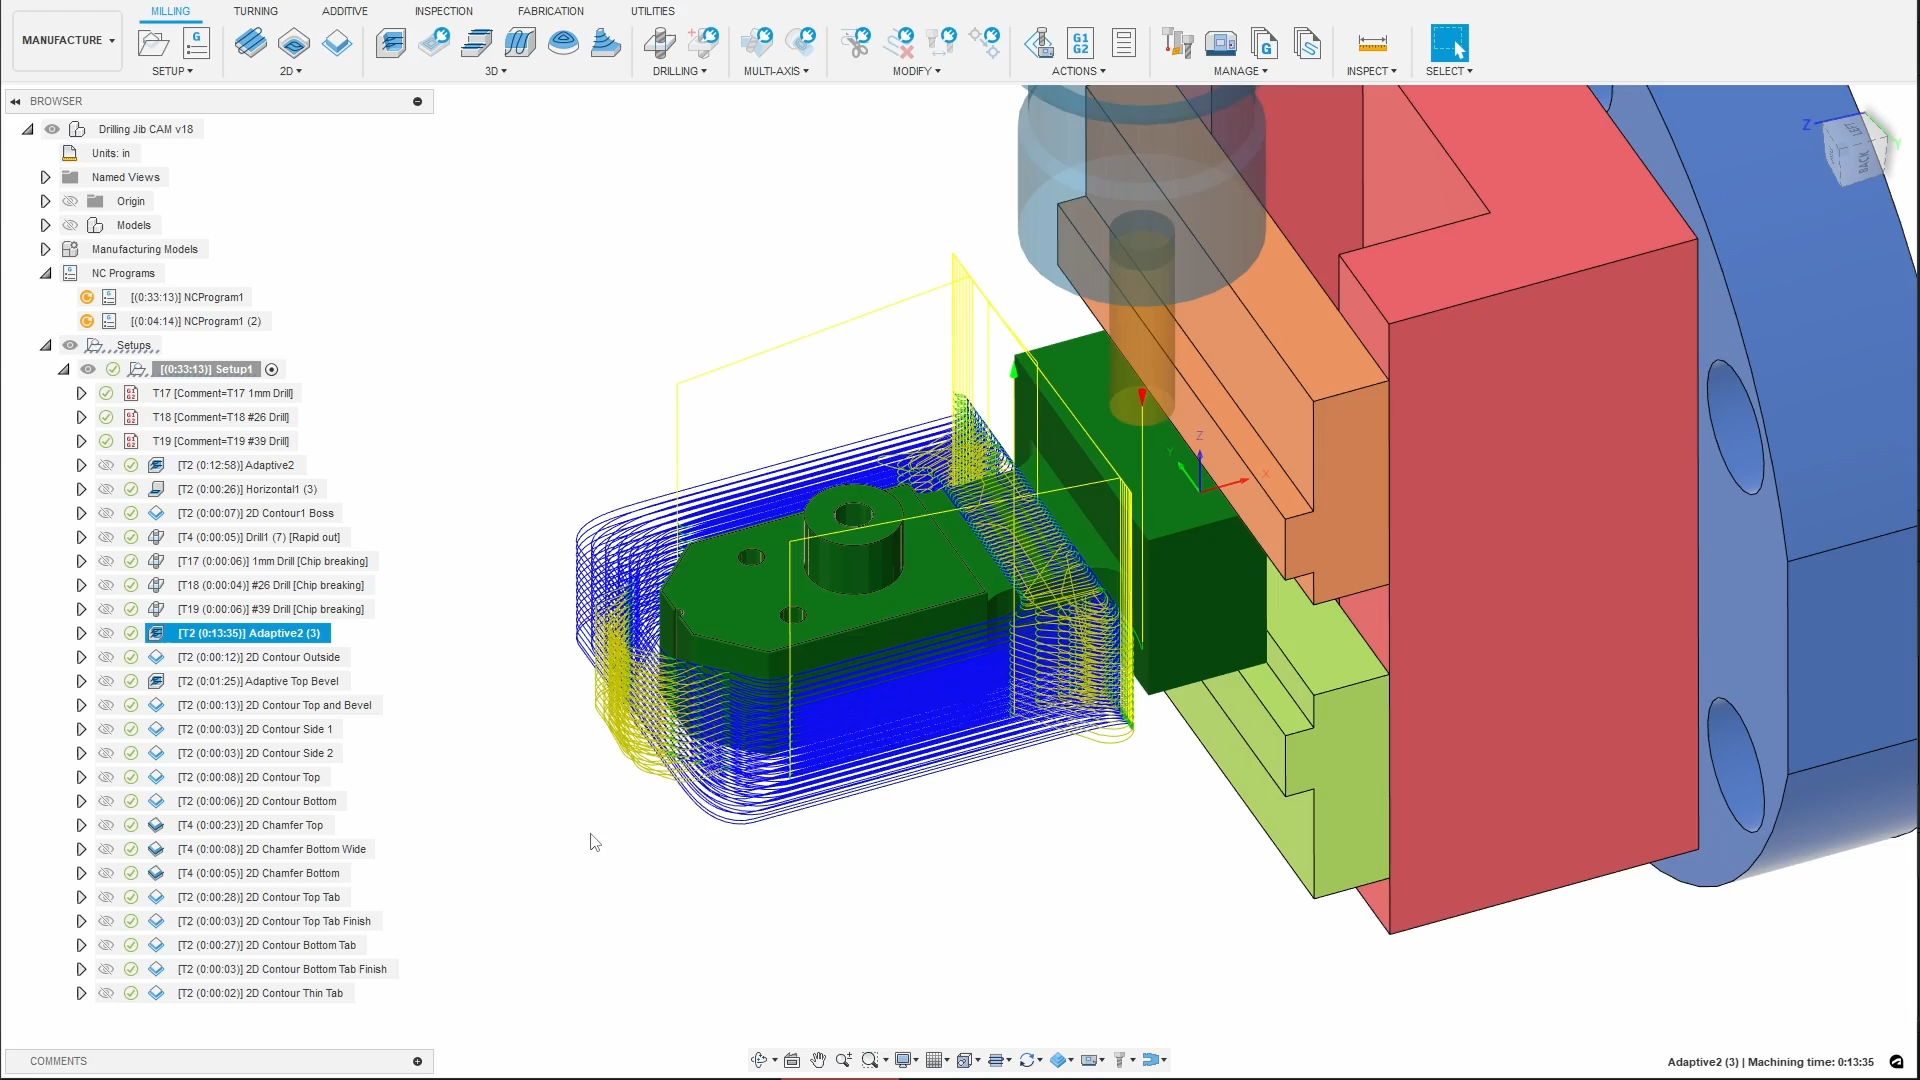 MILLING
TURNING
ADDITIVE
INSPECTION
FABRICATION
UTILITIES
MANUFACTURE
G
G1
G2
G
S
SETUP
2D
3D
DRILLING
MULTI-AXIS
MODIFY
ACTIONS
MANAGE
INSPECT
SELECT
BROWSER
Drilling Jib CAM v18
Units: in
Named Views
Origin
Models
Manufacturing Models
NC Programs
[(0:33:13)] NCProgram1
[(0:04:14)] NCProgram1 (2)
Setups
[(0:33:13)] Setup1
T17 [Comment=T17 1mm Drill]
T18 [Comment=T18 #26 Drill]
T19 [Comment=T19 #39 Drill]
[T2 (0:12:58)] Adaptive2
[T2 (0:00:26)] Horizontal1 (3)
[T2 (0:00:07)] 2D Contour1 Boss
[T4 (0:00:05)] Drill1 (7) [Rapid out]
[T17 (0:00:06)] 1mm Drill [Chip breaking]
[T18 (0:00:04)] #26 Drill [Chip breaking]
[T19 (0:00:06)] #39 Drill [Chip breaking]
[T2 (0:13:35)] Adaptive2 (3)
[T2 (0:00:12)] 2D Contour Outside
[T2 (0:01:25)] Adaptive Top Bevel
[T2 (0:00:13)] 2D Contour Top and Bevel
[T2 (0:00:03)] 2D Contour Side 1
[T2 (0:00:03)] 2D Contour Side 2
[T2 (0:00:08)] 2D Contour Top
[T2 (0:00:06)] 2D Contour Bottom
[T4 (0:00:23)] 2D Chamfer Top
[T4 (0:00:08)] 2D Chamfer Bottom Wide
[T4 (0:00:05)] 2D Chamfer Bottom
[T2 (0:00:28)] 2D Contour Top Tab
[T2 (0:00:03)] 2D Contour Top Tab Finish
[T2 (0:00:27)] 2D Contour Bottom Tab
[T2 (0:00:03)] 2D Contour Bottom Tab Finish
[T2 (0:00:02)] 2D Contour Thin Tab
Z
LEFT
Y
BACK
Z
Y
X
COMMENTS
Adaptive2 (3) | Machining time: 0:13:35